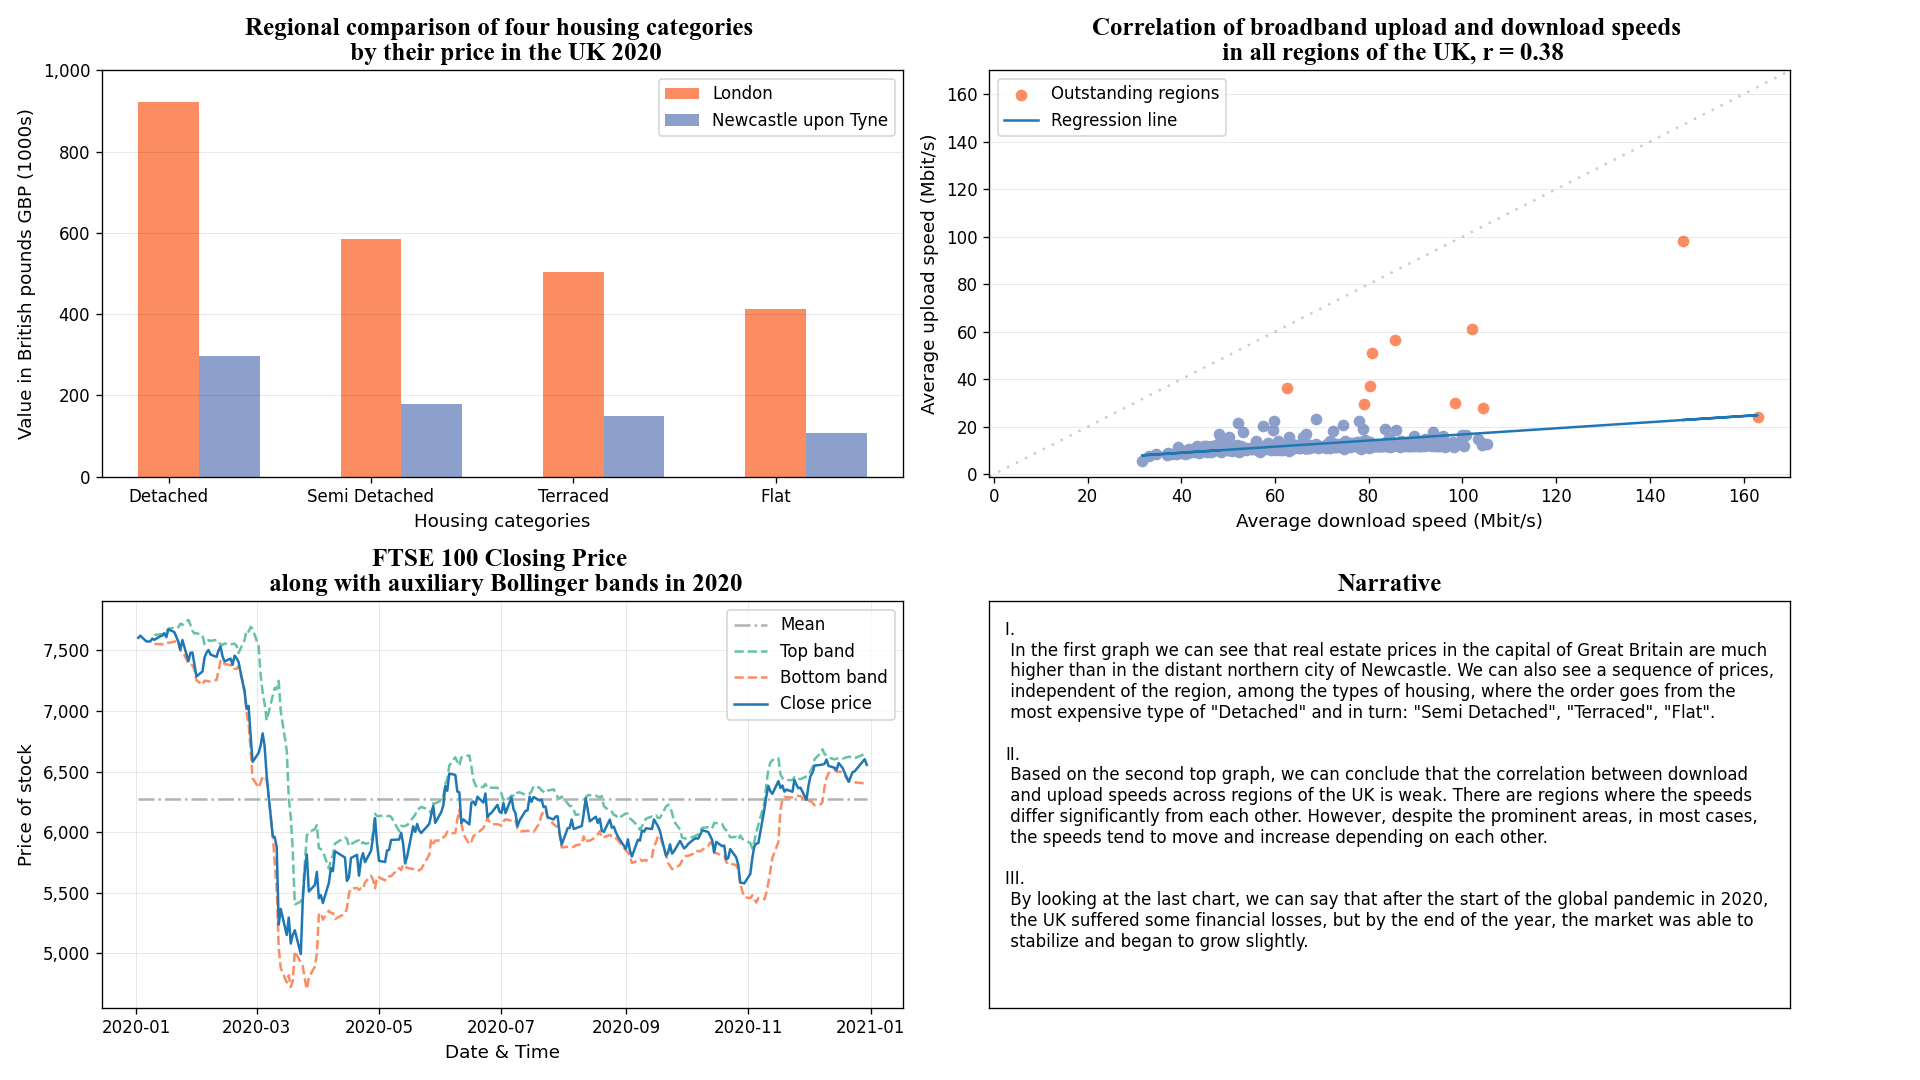 Regional comparison of four housing categories
by their price in the UK 2020
1,000
800
600
400
200
0
Value in British pounds GBP (1000s)
London
Newcastle upon Tyne
Detached
Semi Detached
Terraced
Flat
Housing categories
Correlation of broadband upload and download speeds
in all regions of the UK, r = 0.38
160
140
120
100
80
60
40
20
0
Average upload speed (Mbit/s)
Outstanding regions
Regression line
0
20
40
60
80
100
120
140
160
Average download speed (Mbit/s)
FTSE 100 Closing Price
along with auxiliary Bollinger bands in 2020
7,500
7,000
6,500
6,000
5,500
5,000
Price of stock
Mean
Top band
Bottom band
Close price
2020-01
2020-03
2020-05
2020-07
2020-09
2020-11
2021-01
Date & Time
Narrative
I.
In the first graph we can see that real estate prices in the capital of Great Britain are much
higher than in the distant northern city of Newcastle. We can also see a sequence of prices,
independent of the region, among the types of housing, where the order goes from the
most expensive type of "Detached" and in turn: "Semi Detached", "Terraced", "Flat".
II.
Based on the second top graph, we can conclude that the correlation between download
and upload speeds across regions of the UK is weak. There are regions where the speeds
differ significantly from each other. However, despite the prominent areas, in most cases,
the speeds tend to move and increase depending on each other.
III.
By looking at the last chart, we can say that after the start of the global pandemic in 2020,
the UK suffered some financial losses, but by the end of the year, the market was able to
stabilize and began to grow slightly.